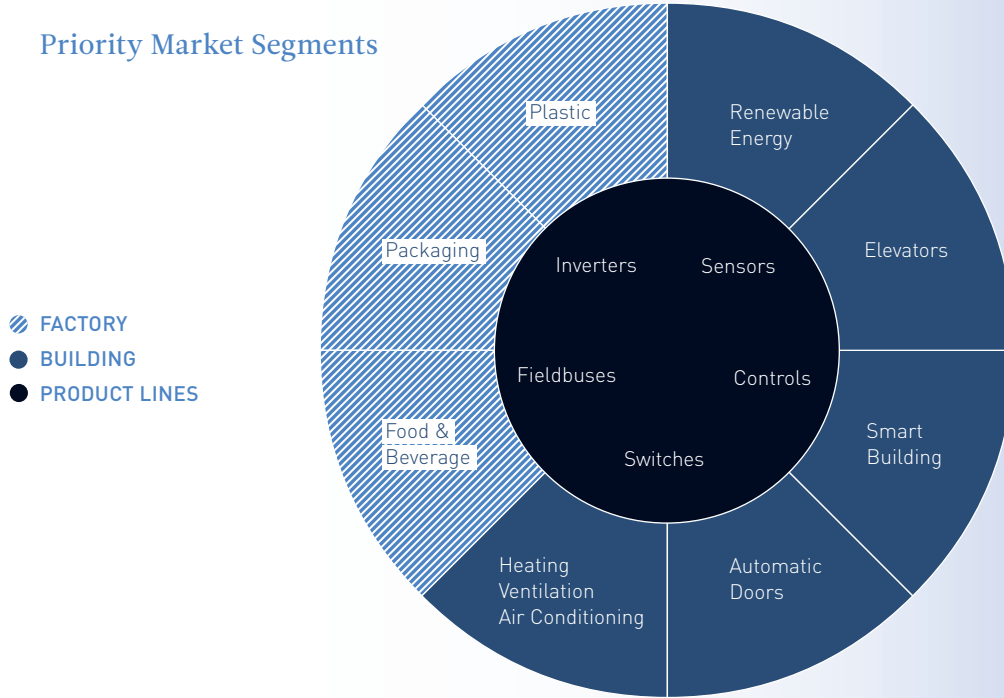 Priority Market Segments
Plastic
Renewable
Energy
Packaging
Elevators
Inverters
Sensors
FACTORY
BUILDING
PRODUCT LINES
Fieldbuses
Controls
Food &
Beverage
Smart
Building
Switches
Heating
Ventilation
Air Conditioning
Automatic
Doors